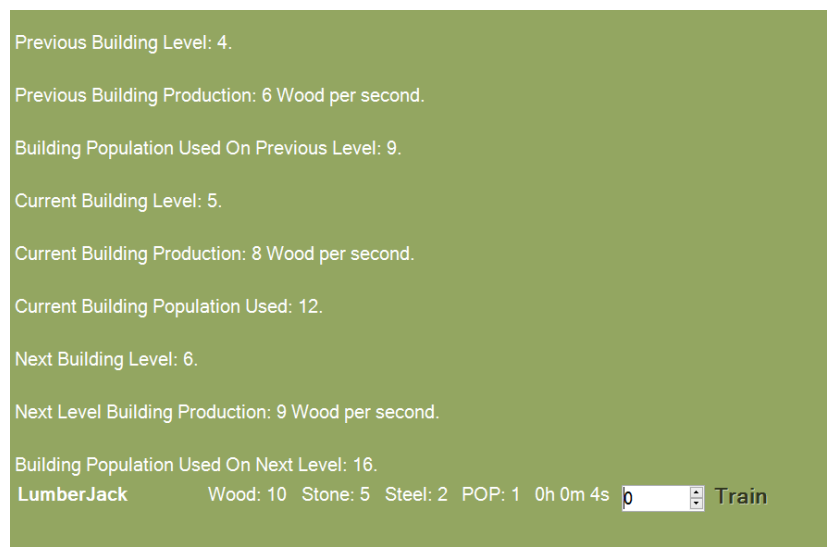 Previous Building Level: 4.
Previous Building Production: 6 Wood per second.
Building Population Used On Previous Level: 9.
Current Building Level: 5.
Current Building Production: 8 Wood per second.
Current Building Population Used: 12.
Next Building Level: 6.
Next Level Building Production: 9 Wood per second.
Building Population Used On Next Level: 16.
LumberJack Wood: 10 Stone: 5 Steel: 2 POP: 1 0h 0m 4s 0 Train